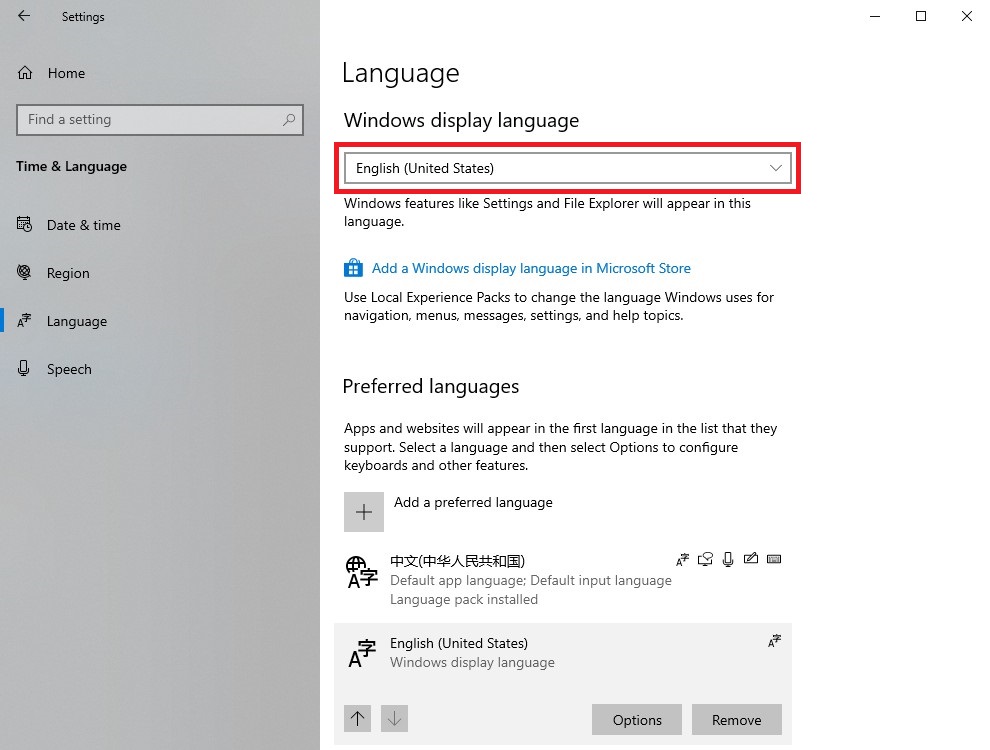 Settings
Home
Find a setting
Time & Language
Date & time
Region
Language
Speech
Language
Windows display language
English (United States)
Windows features like Settings and File Explorer will appear in this
language.
Add a Windows display language in Microsoft Store
Use Local Experience Packs to change the language Windows uses for
navigation, menus, messages, settings, and help topics.
Preferred languages
Apps and websites will appear in the first language in the list that they
support. Select a language and then select Options to configure
keyboards and other features.
Add a preferred language
中文(中华人民共和国)
Default app language; Default input language
Language pack installed
English (United States)
Windows display language
Options
Remove